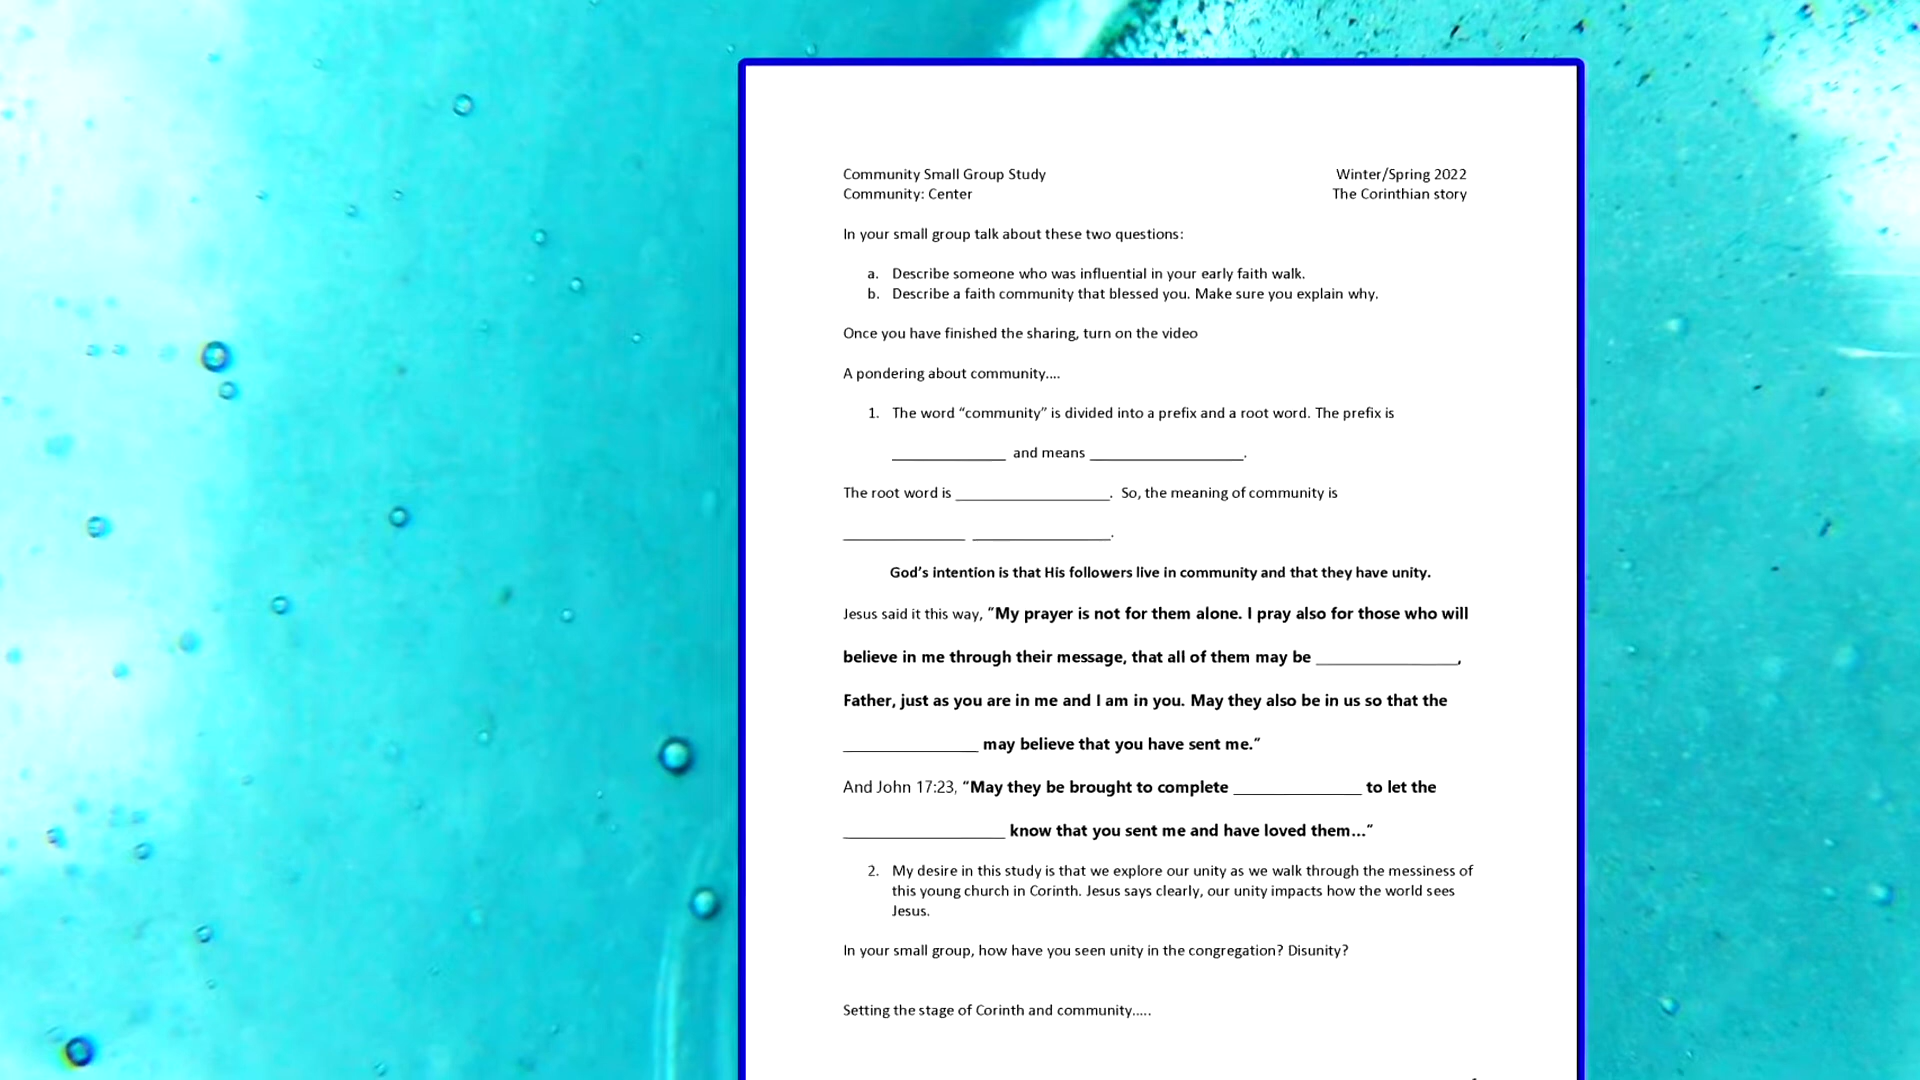 Community Small Group Study Winter/Spring 2022
Community: Center The Corinthian story
In your small group talk about these two questions:
a. Describe someone who was influential in your early faith walk.
b. Describe a faith community that blessed you. Make sure you explain why.
Once you have finished the sharing, turn on the video
A pondering about community....
1. The word “community” is divided into a prefix and a root word. The prefix is
______________ and means ___________________.
The root word is ___________________. So, the meaning of community is
_______________ _________________.
God’s intention is that His followers live in community and that they have unity.
Jesus said it this way, “My prayer is not for them alone. I pray also for those who will
believe in me through their message, that all of them may be ________________,
Father, just as you are in me and I am in you. May they also be in us so that the
_______________ may believe that you have sent me.”
And John 17:23, “May they be brought to complete ______________ to let the
__________________ know that you sent me and have loved them…”
2. My desire in this study is that we explore our unity as we walk through the messiness of
this young church in Corinth. Jesus says clearly, our unity impacts how the world sees
Jesus.
In your small group, how have you seen unity in the congregation? Disunity?
Setting the stage of Corinth and community.....